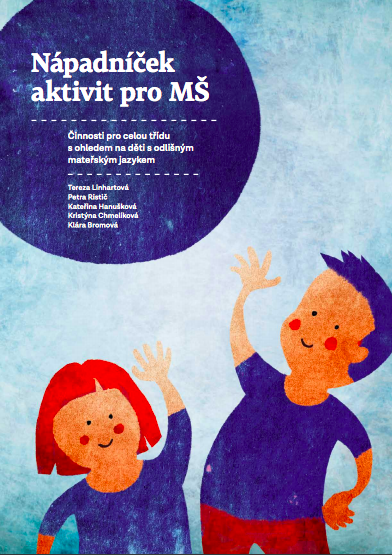 Nápadníček
aktivit pro MŠ
Činnosti pro celou třídu
s ohledem na děti s odlišným
mateřským jazykem
Tereza Linhartová
Petra Ristič
Kateřina Hanušková
Kristýna Chmelíková
Klára Bromová